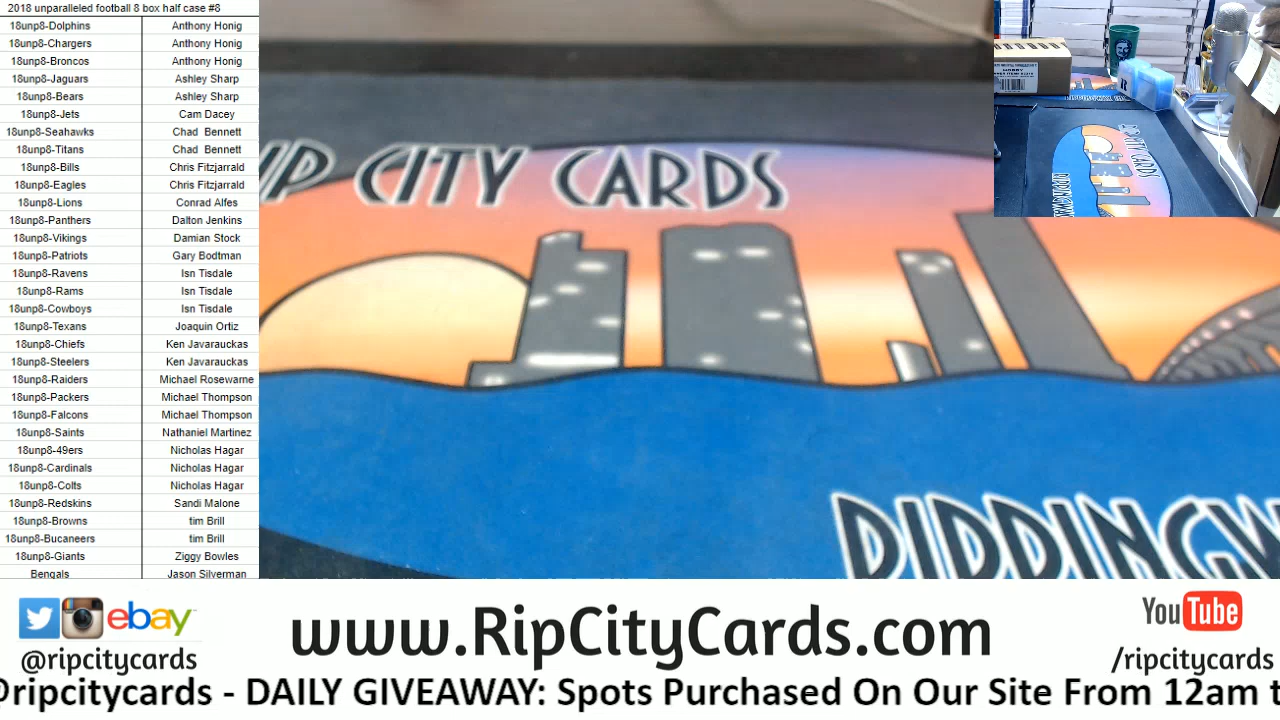 2018 unparalleled football 8 box half case #8
18unp8-Dolphins Anthony Honig
18unp8-Chargers Anthony Honig
18unp8-Broncos Anthony Honig
18unp8-Jaguars Ashley Sharp
18unp8-Bears Ashley Sharp
18unp8-Jets Cam Dacey
18unp8-Seahawks Chad Bennett
18unp8-Titans Chad Bennett
18unp8-Bills Chris Fitzjarrald
18unp8-Eagles Chris Fitzjarrald
18unp8-Lions Conrad Alfes
18unp8-Panthers Dalton Jenkins
18unp8-Vikings Damian Stock
18unp8-Patriots Gary Bodtman
18unp8-Ravens Isn Tisdale
18unp8-Rams Isn Tisdale
18unp8-Cowboys Isn Tisdale
18unp8-Texans Joaquin Ortiz
18unp8-Chiefs Ken Javarauckas
18unp8-Steelers Ken Javarauckas
18unp8-Raiders Michael Rosewarne
18unp8-Packers Michael Thompson
18unp8-Falcons Michael Thompson
18unp8-Saints Nathaniel Martinez
18unp8-49ers Nicholas Hagar
18unp8-Cardinals Nicholas Hagar
18unp8-Colts Nicholas Hagar
18unp8-Redskins Sandi Malone
18unp8-Browns tim Brill
18unp8-Bucaneers tim Brill
18unp8-Giants Ziggy Bowles
Bengals Jason Silverman
IP CITY CARDS
RIPPINGW
CITY CARDS
ebay
@ripcitycards
www.RipCityCards.com
YouTube
/ripcitycards
@ripcitycards - DAILY GIVEAWAY: Spots Purchased On Our Site From 12am t